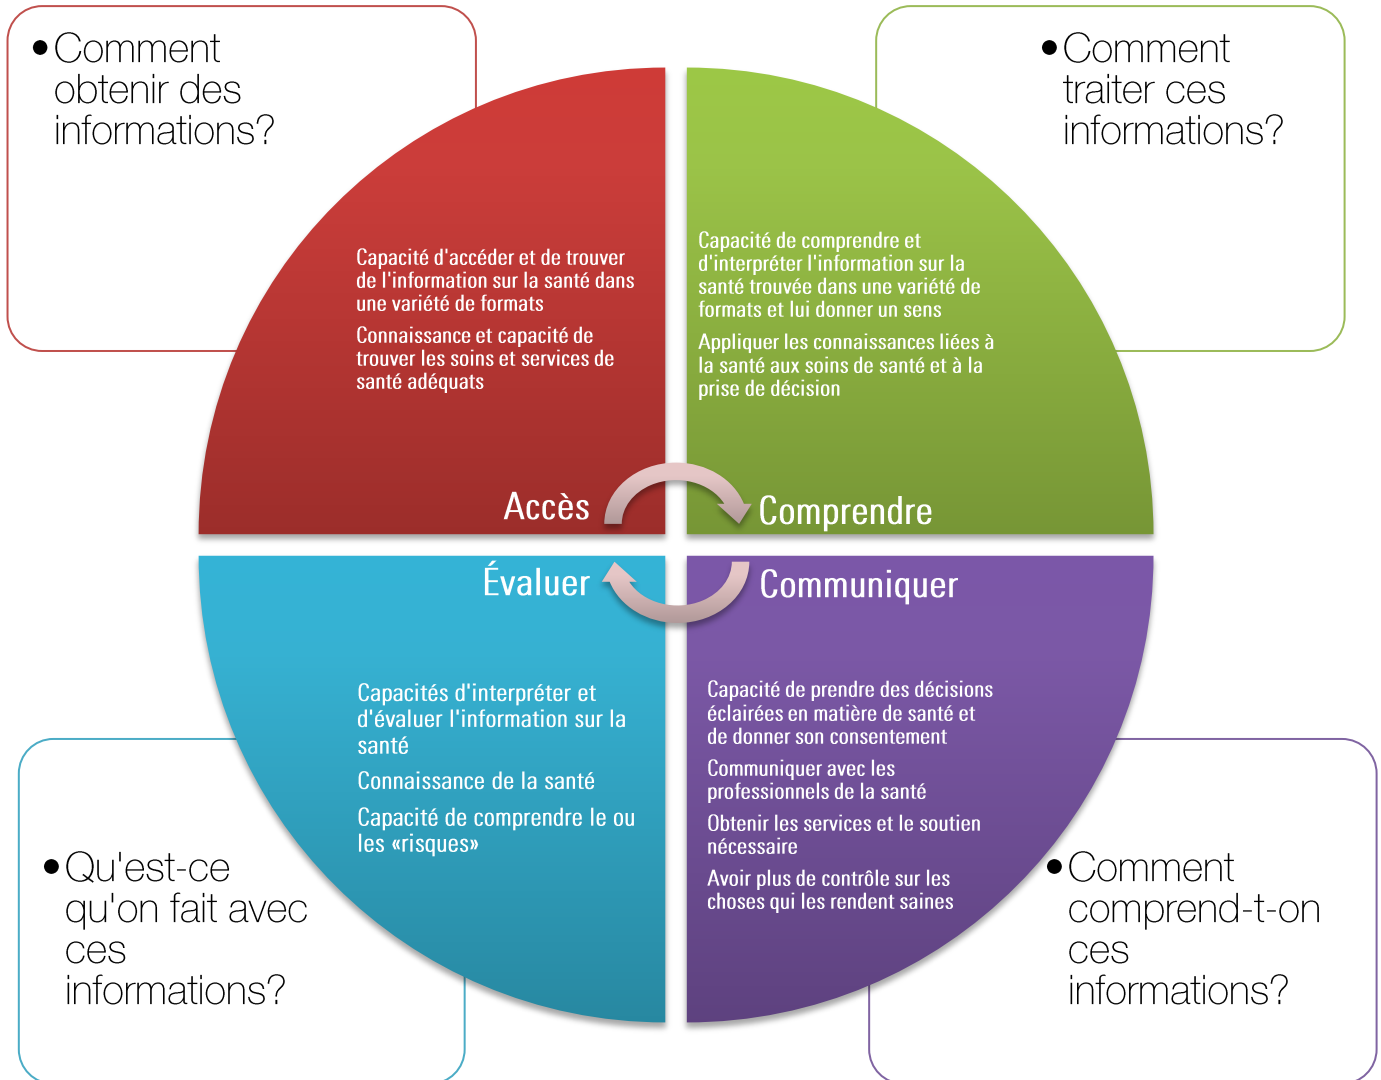 •Comment
obtenir des
informations?
•Comment
traiter ces
informations?
Capacité d'accéder et de trouver
de l'information sur la santé dans
une variété de formats
Connaissance et capacité de
trouver les soins et services de
santé adéquats
Accès
Capacité de comprendre et
d'interpréter l'information sur la
santé trouvée dans une variété de
formats et lui donner un sens
Appliquer les connaissances liées à
la santé aux soins de santé et à la
prise de décision
Comprendre
Évaluer
Capacités d'interpréter et
d'évaluer l'information sur la
santé
Connaissance de la santé
Capacité de comprendre le ou
les «risques»
Communiquer
Capacité de prendre des décisions
éclairées en matière de santé et
de donner son consentement
Communiquer avec les
professionnels de la santé
Obtenir les services et le soutien
nécessaire
Avoir plus de contrôle sur les
choses qui les rendent saines
•Qu'est-ce
qu'on fait avec
ces
informations?
•Comment
comprend-t-on
ces
informations?